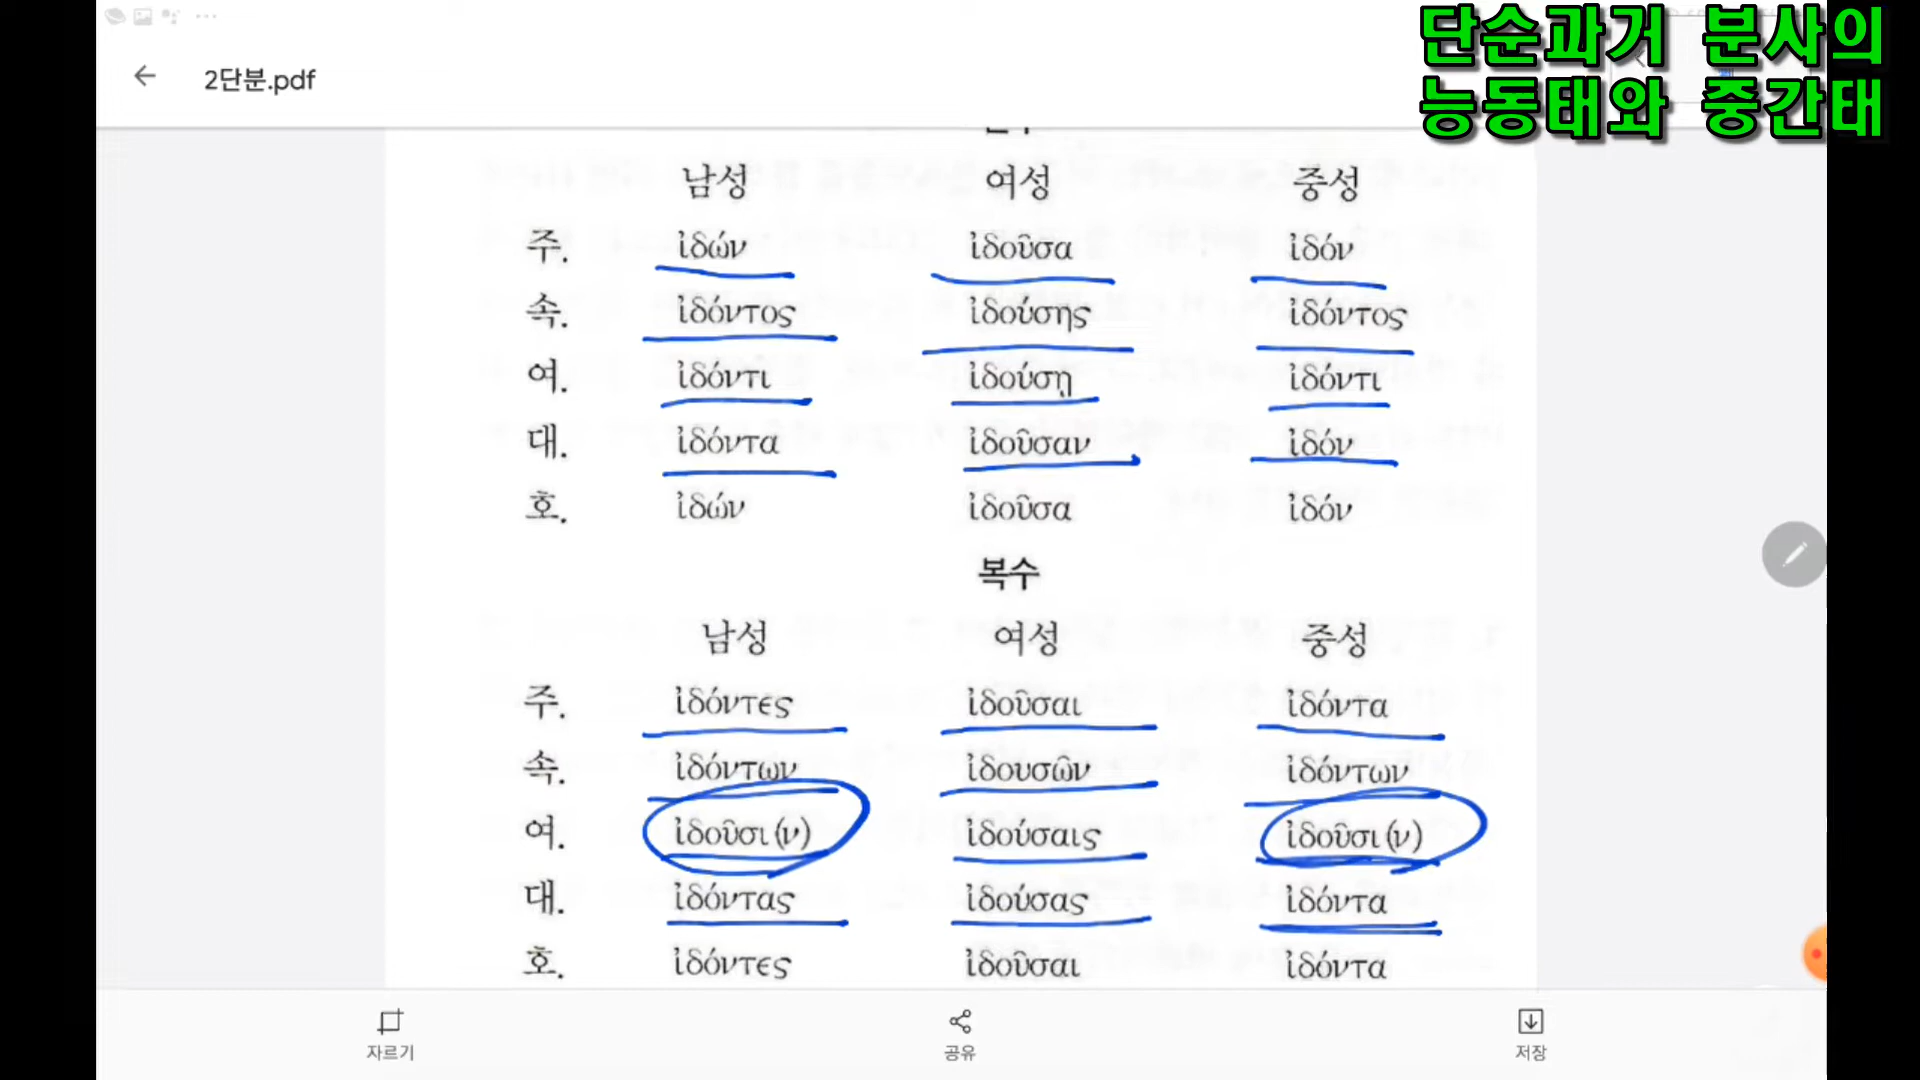 단순과거 분사의
능동태와 중간태
2단분.pdf
남성 여성 중성
주. ἰδών ἰδοῦσα ἰδόν
속. ἰδόντος ἰδούσης ἰδόντος
여. ἰδόντι ἰδούσῃ ἰδόντι
대. ἰδόντα ἰδοῦσαν ἰδόν
호. ἰδών ἰδοῦσα ἰδόν
복수
남성 여성 중성
주. ἰδόντες ἰδοῦσαι ἰδόντα
속. ἰδόντων ἰδουσῶν ἰδόντων
여. ἰδοῦσι(ν) ἰδούσαις ἰδοῦσι(ν)
대. ἰδόντας ἰδούσας ἰδόντα
호. ἰδόντες ἰδοῦσαι ἰδόντα
자르기 공유 저장